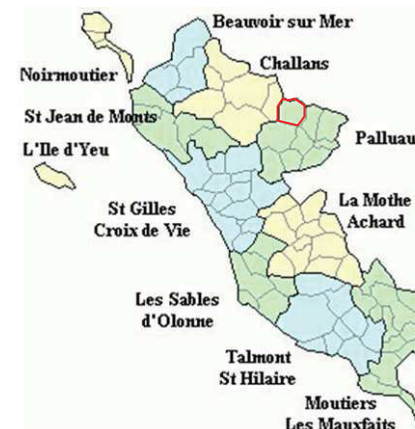 Beauvoir sur Mer
Challans
Noirmoutier
St Jean de Monts
Palluau
L'Ile d'Yeu
La Mothe
Achard
St Gilles
Croix de Vie
Les Sables
d'Olonne
Talmont
St Hilaire
Moutiers
Les Mauxfaits